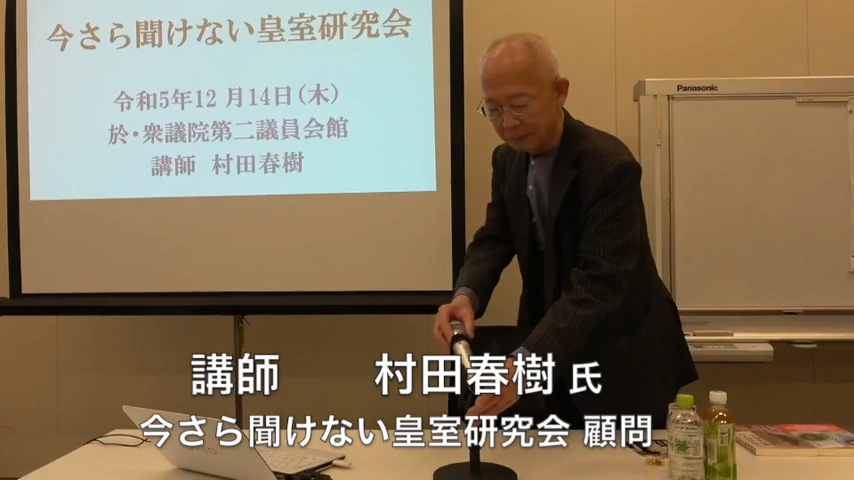 今さら聞けない皇室研究会
令和5年12月14日(木)
於・衆議院第二議員会館
講師 村田春樹
Panasonic
講師 村田春樹 氏
今さら聞けない皇室研究会 顧問